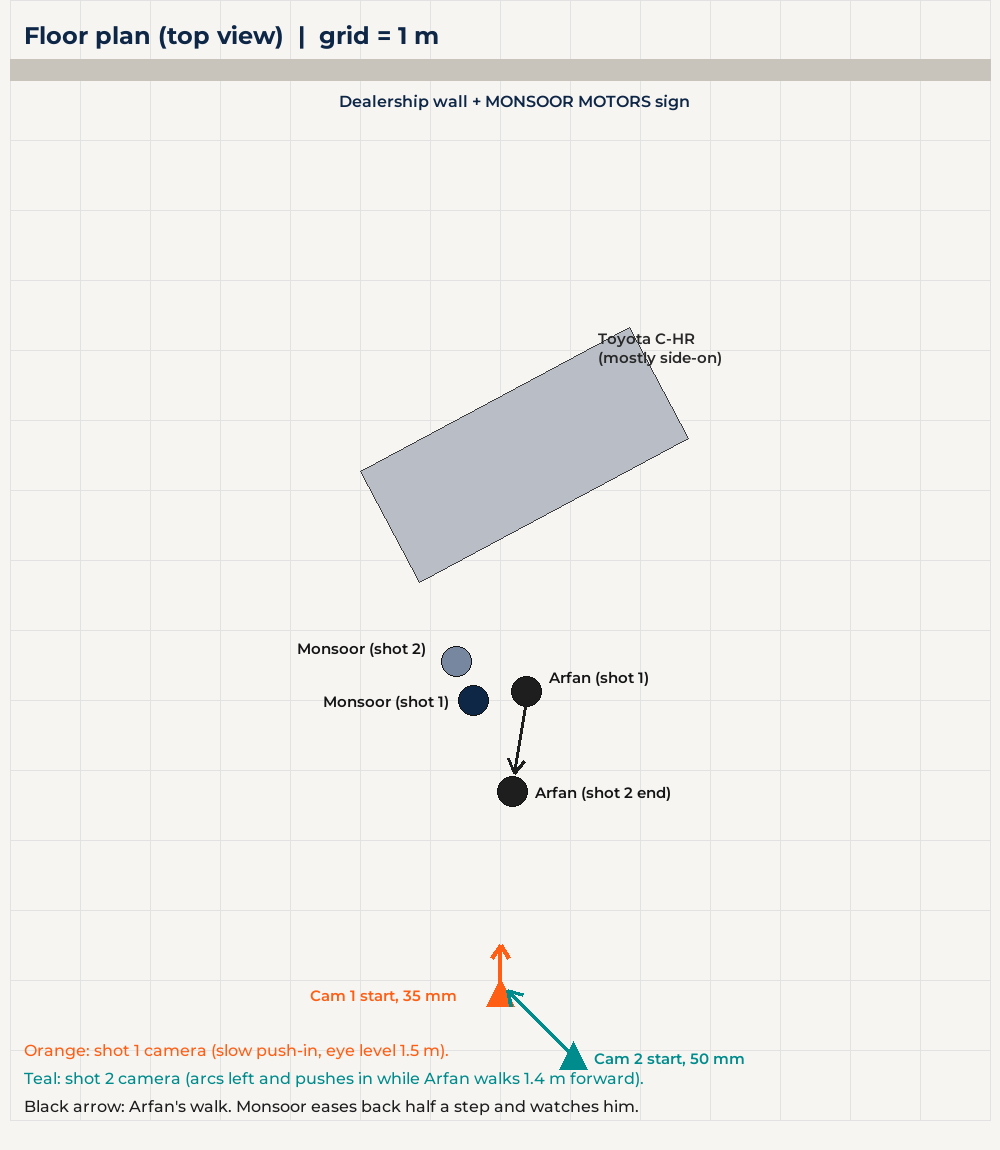 Floor plan (top view)  |  grid = 1 m
Dealership wall + MONSOOR MOTORS sign
Toyota C-HR
(mostly side-on)
Monsoor (shot 2)
Arfan (shot 1)
Monsoor (shot 1)
Arfan (shot 2 end)
Cam 1 start, 35 mm
Orange: shot 1 camera (slow push-in, eye level 1.5 m).
Cam 2 start, 50 mm
Teal: shot 2 camera (arcs left and pushes in while Arfan walks 1.4 m forward).
Black arrow: Arfan's walk. Monsoor eases back half a step and watches him.